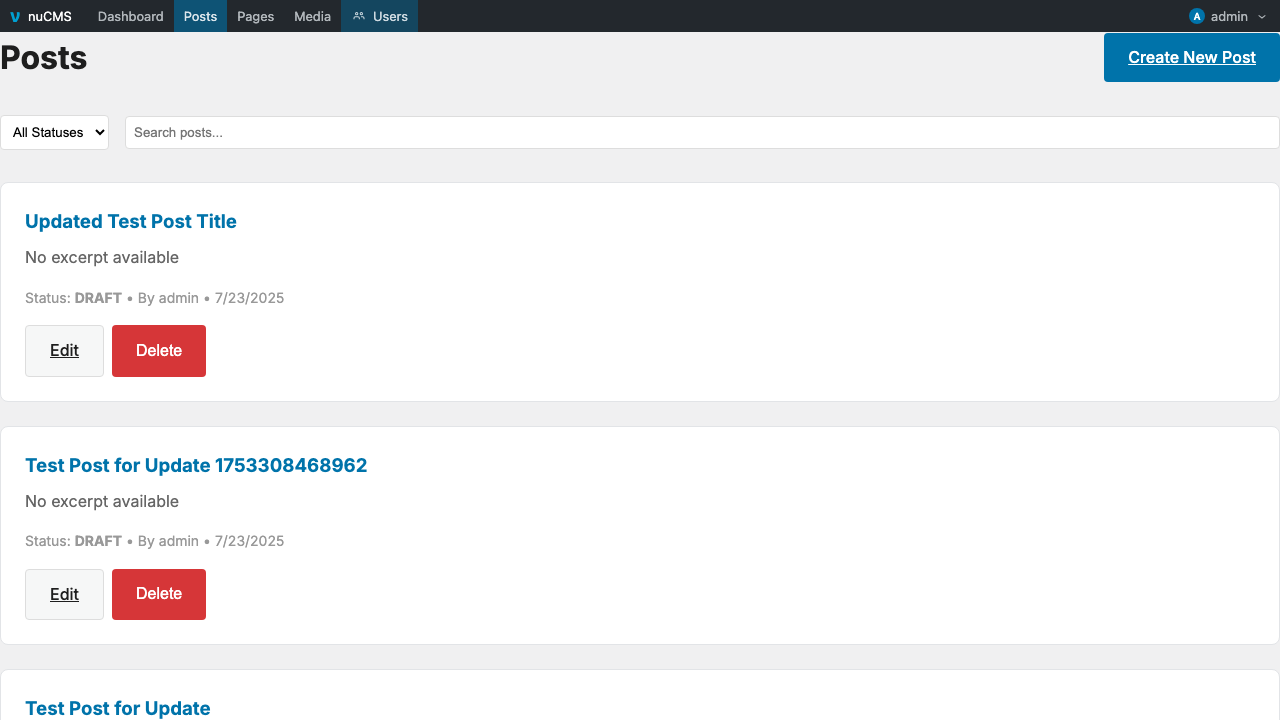 nuCMS Dashboard Posts Pages Media Users A admin
Posts
Create New Post
All Statuses Search posts...
Updated Test Post Title
No excerpt available
Status: DRAFT • By admin • 7/23/2025
Edit Delete
Test Post for Update 1753308468962
No excerpt available
Status: DRAFT • By admin • 7/23/2025
Edit Delete
Test Post for Update